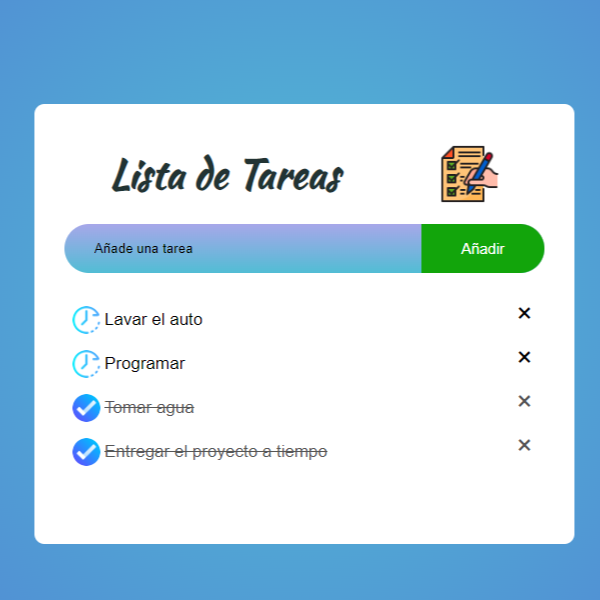 Lista de Tareas
Añade una tarea
Añadir
Lavar el auto
Programar
Tomar agua
Entregar el proyecto a tiempo